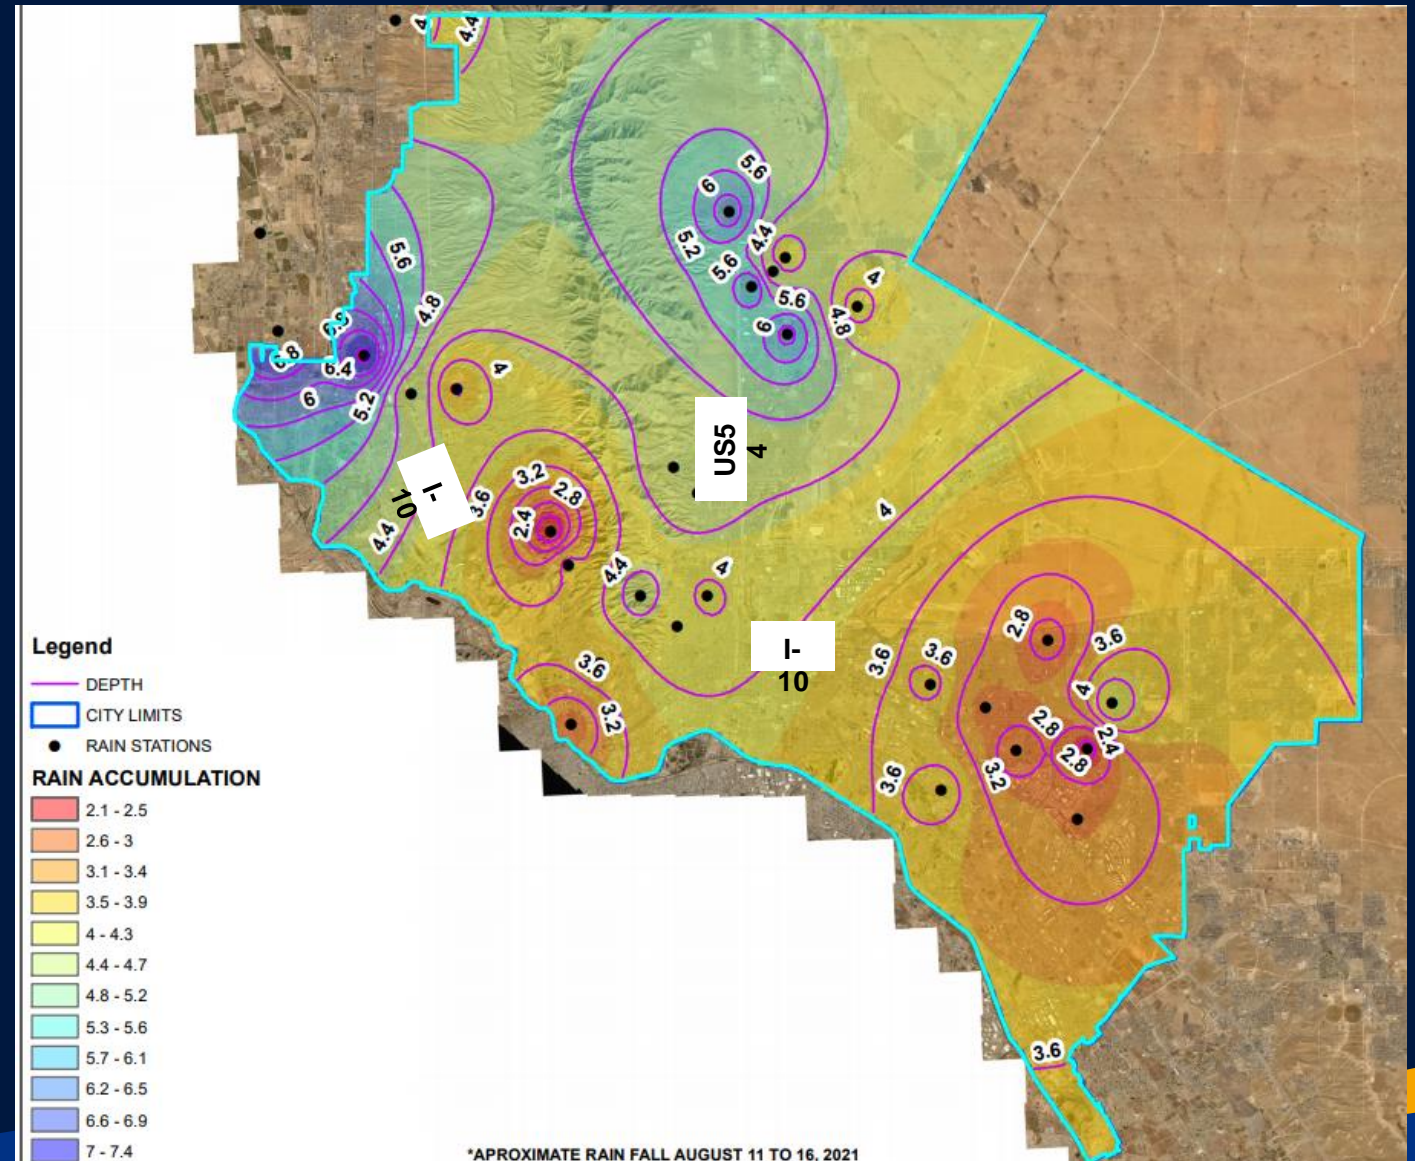 4
4.4
5.6
6
5.2
4.4
5.6
5.6
6
4
4.8
5.6
4.8
6.8
6.8
6.4
6
5.2
4
US5
4
I-
10
3.2
2.8
3.6
2.4
4.4
4.4
4
4
I-
10
3.6
3.2
2.8
3.6
3.6
3.6
4
2.8
2.4
2.8
3.2
3.6
3.6
Legend
DEPTH
CITY LIMITS
RAIN STATIONS
RAIN ACCUMULATION
2.1 - 2.5
2.6 - 3
3.1 - 3.4
3.5 - 3.9
4 - 4.3
4.4 - 4.7
4.8 - 5.2
5.3 - 5.6
5.7 - 6.1
6.2 - 6.5
6.6 - 6.9
7 - 7.4
*APROXIMATE RAIN FALL AUGUST 11 TO 16, 2021